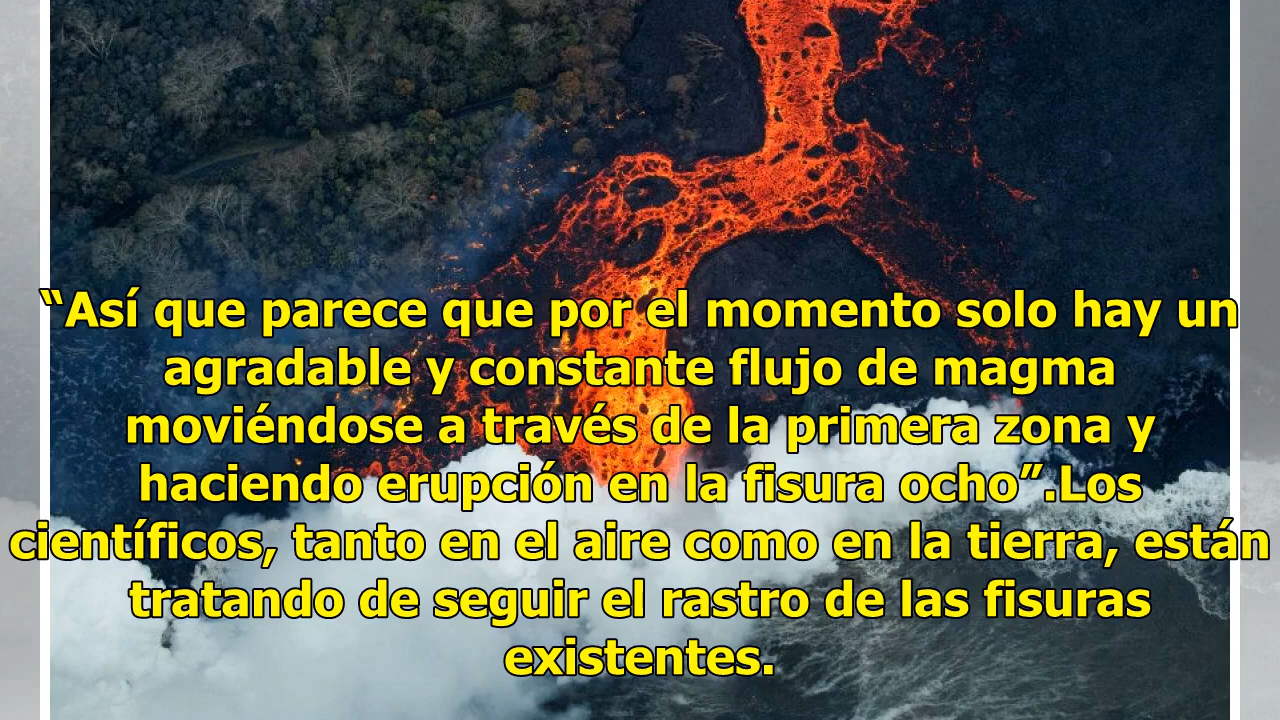 “Así que parece que por el momento solo hay un
agradable y constante flujo de magma
moviéndose a través de la primera zona y
haciendo erupción en la fisura ocho”.Los
científicos, tanto en el aire como en la tierra, están
tratando de seguir el rastro de las fisuras
existentes.